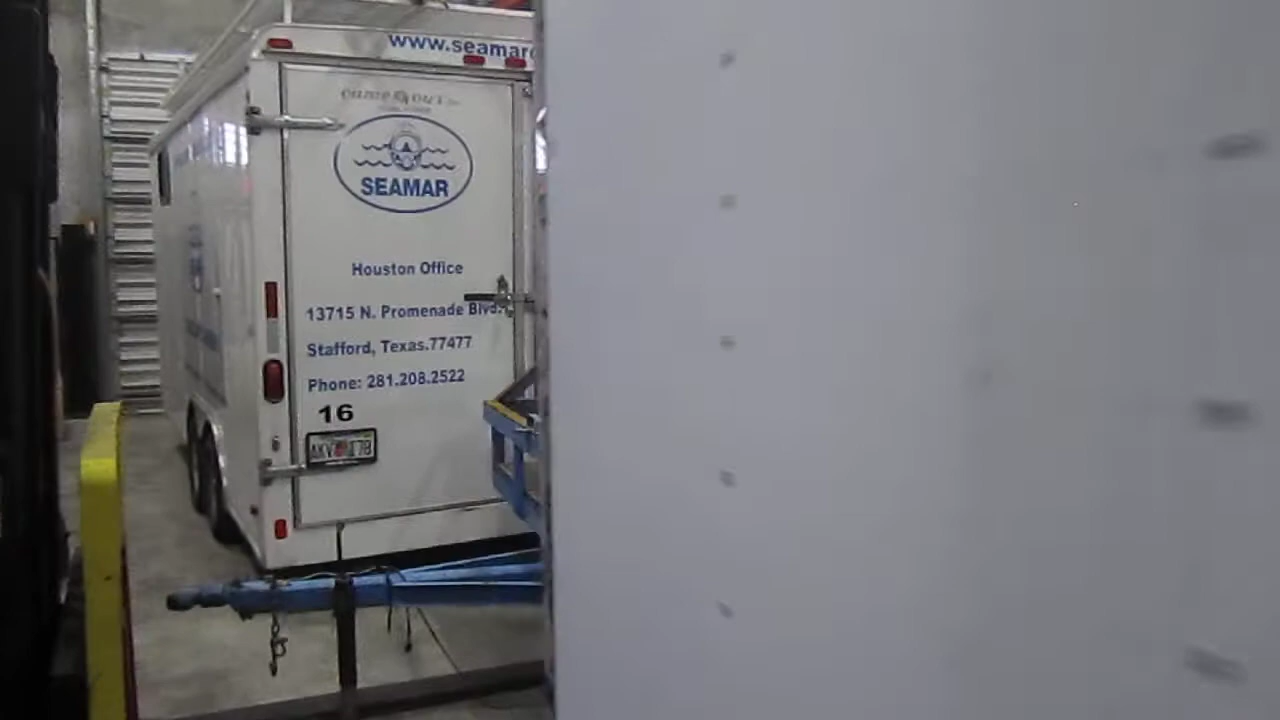 www.seamar
SEAMAR
Houston Office
13715 N. Promenade Blvd.
Stafford, Texas.77477
Phone: 281.208.2522
16